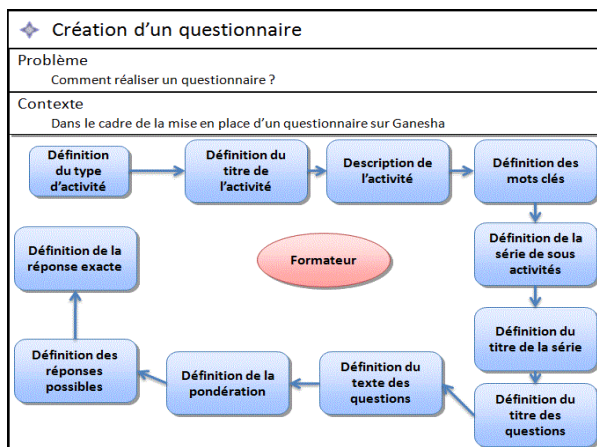 Création d'un questionnaire
Problème
Comment réaliser un questionnaire ?
Contexte
Dans le cadre de la mise en place d'un questionnaire sur Ganesha
Définition
du type
d'activité
Définition du
titre de
l'activité
Description de
l'activité
Définition des
mots clés
Définition de la
série de sous
activités
Définition du
titre de la série
Définition du
titre des
questions
Définition du
texte des
questions
Définition de la
pondération
Définition des
réponses
possibles
Définition de la
réponse exacte
Formateur